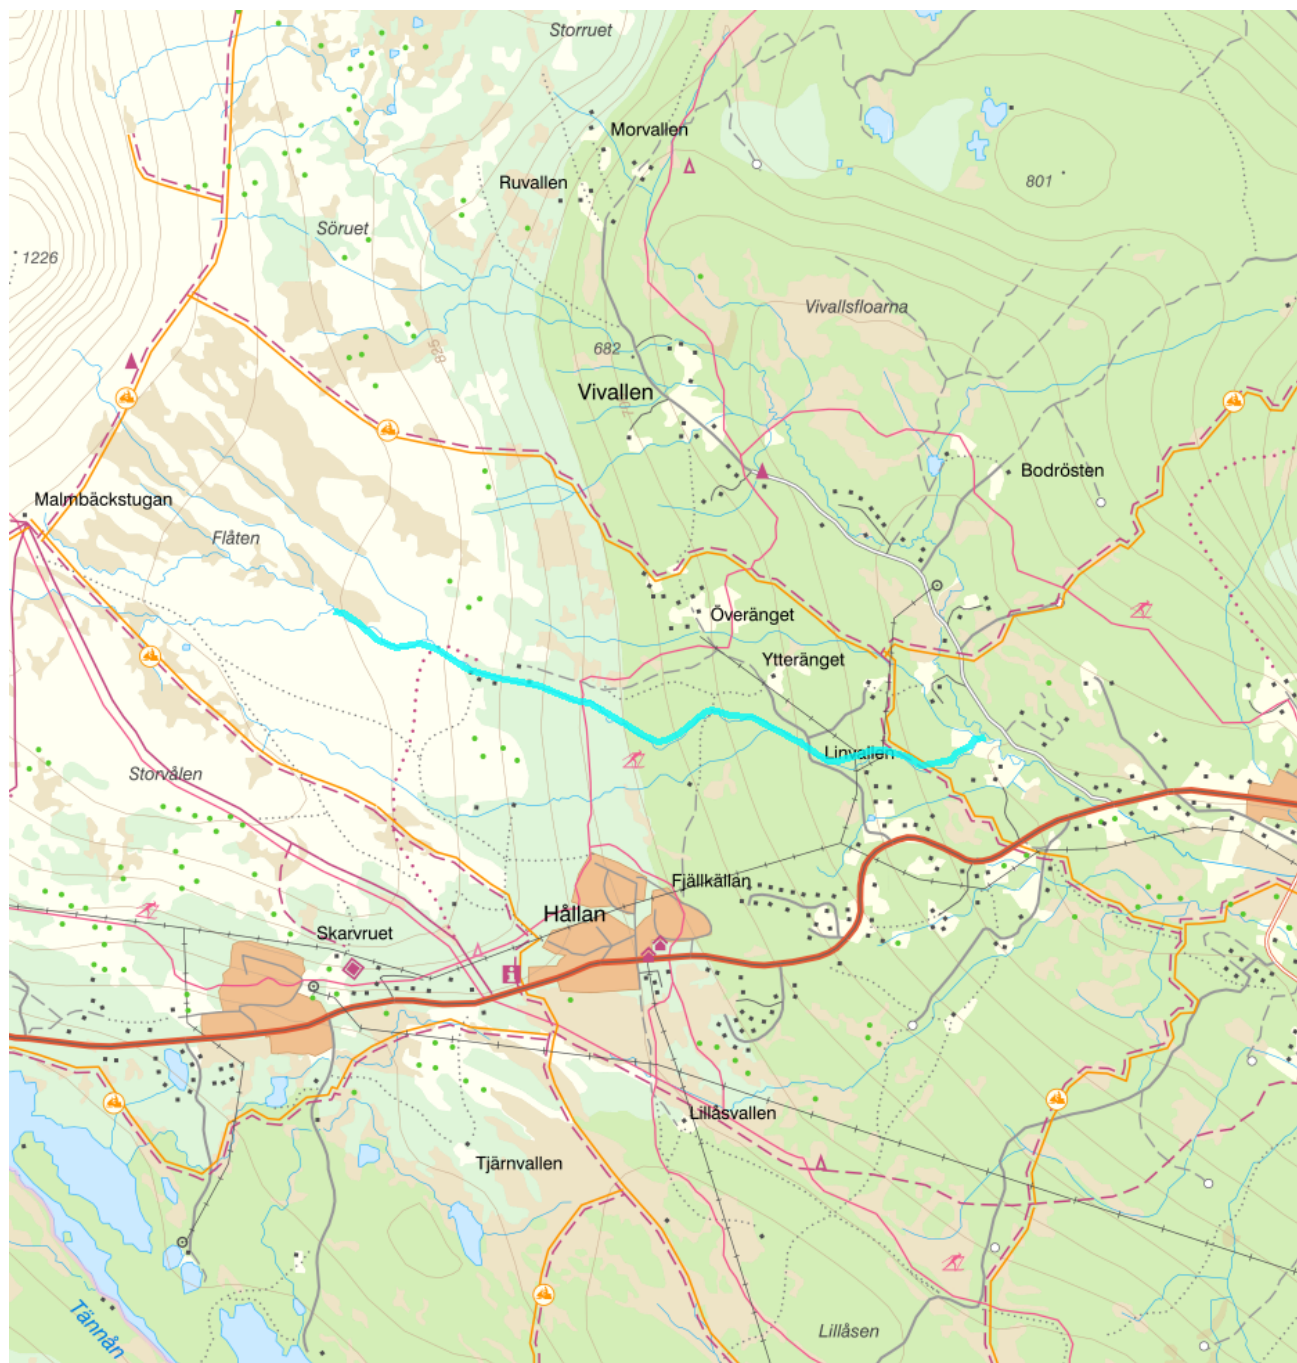 Storruet
Morvallen
Ruvallen
801
Söruet
1226
Vivallsfloarna
825
682
Vivallen
Bodrösten
Malmbäckstugan
Flåten
Överänget
Ytteränget
Linvallen
Storvålen
Fjällkällan
Hållan
Skarvruet
Lillåsvallen
Tjärnvallen
Tännån
Lillåsen